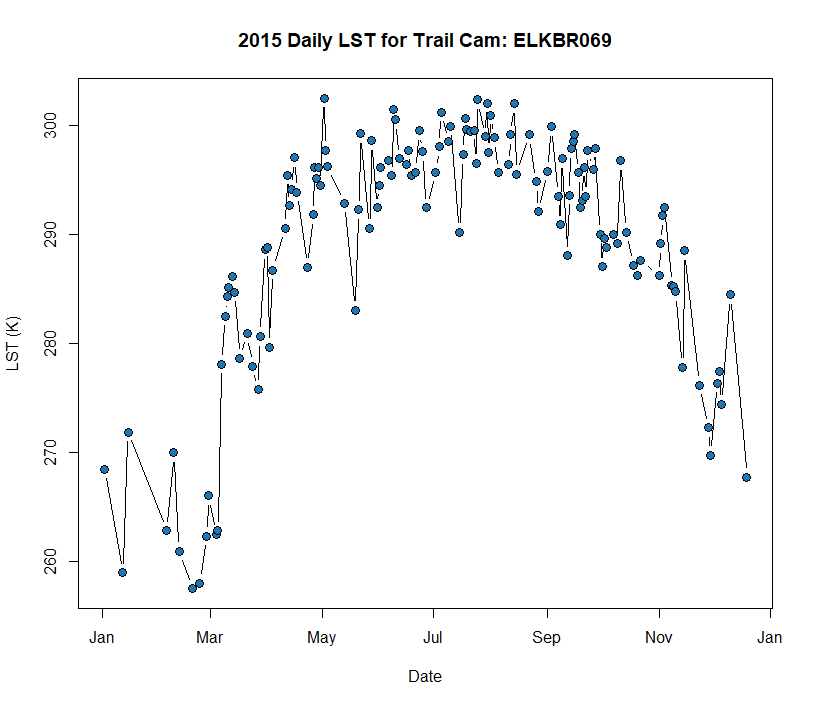 2015 Daily LST for Trail Cam: ELKBR069
LST (K)
300
290
280
270
260
Jan Mar May Jul Sep Nov Jan
Date